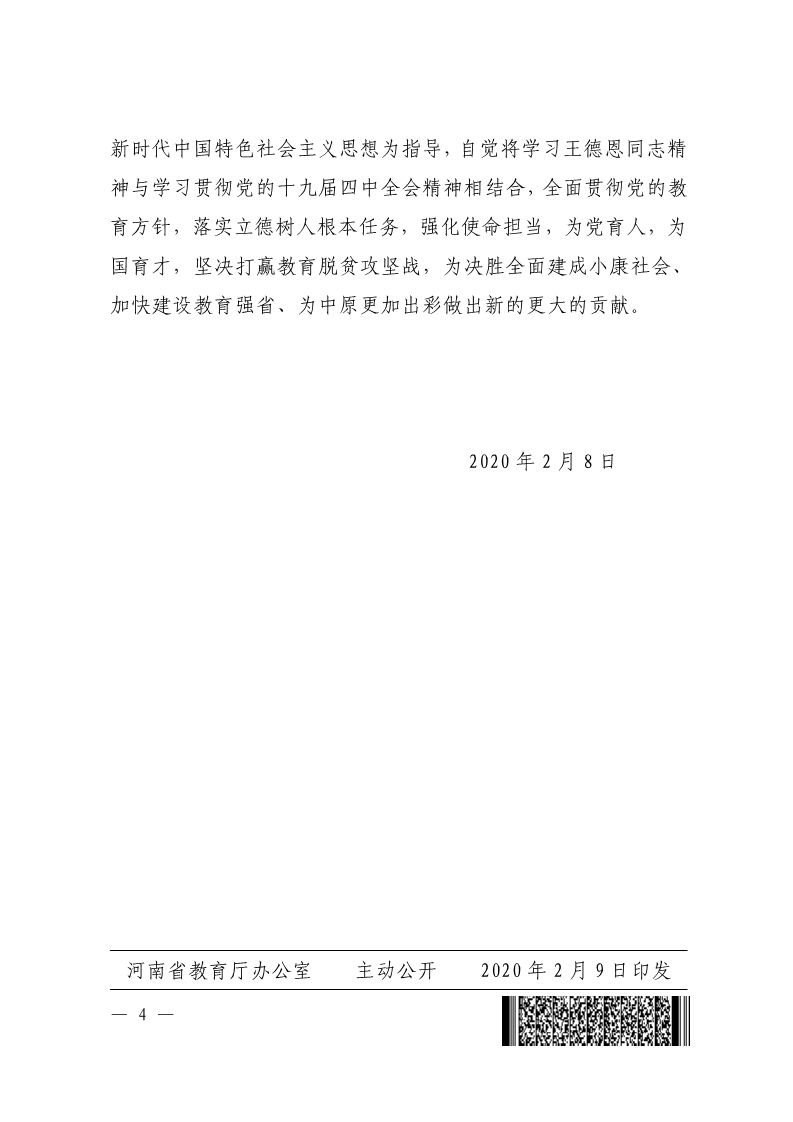 新时代中国特色社会主义思想为指导，自觉将学习王德恩同志精
神与学习贯彻党的十九届四中全会精神相结合，全面贯彻党的教
育方针，落实立德树人根本任务，强化使命担当，为党育人，为
国育才，坚决打赢教育脱贫攻坚战，为决胜全面建成小康社会、
加快建设教育强省、为中原更加出彩做出新的更大的贡献。
2020 年 2 月 8 日
河南省教育厅办公室 主动公开 2020 年 2 月 9 日印发
— 4 —